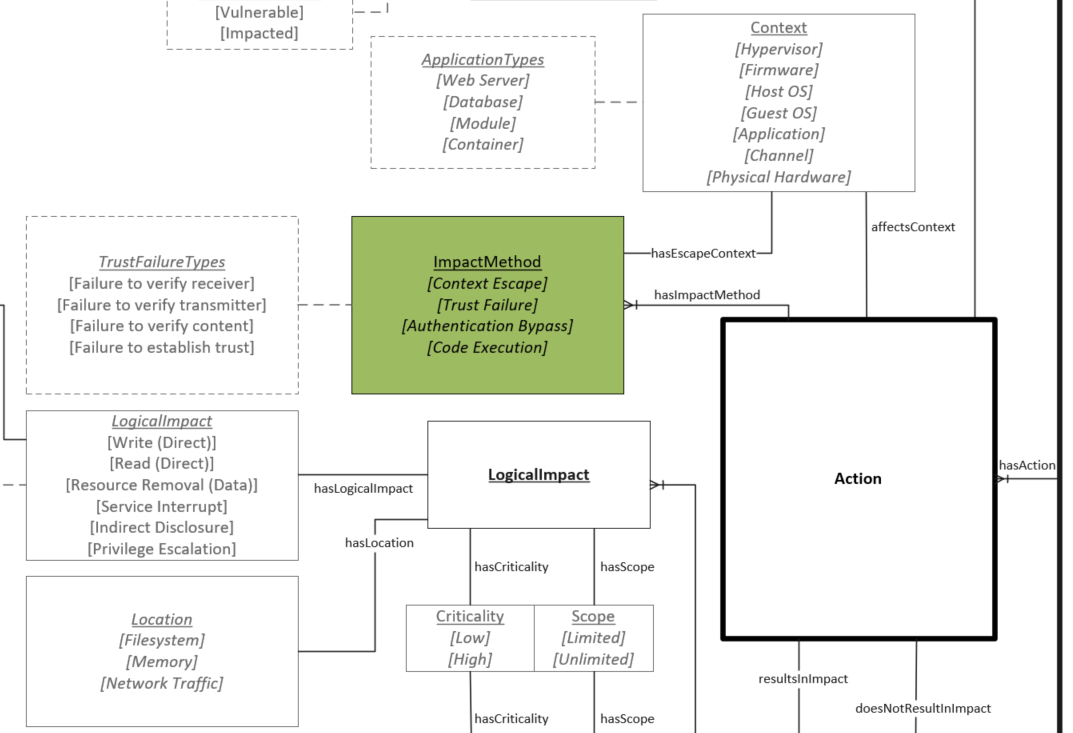 [Vulnerable]
[Impacted]
Context
[Hypervisor]
[Firmware]
[Host OS]
[Guest OS]
[Application]
[Channel]
[Physical Hardware]
ApplicationTypes
[Web Server]
[Database]
[Module]
[Container]
affectsContext
hasEscapeContext
hasImpactMethod
TrustFailureTypes
[Failure to verify receiver]
[Failure to verify transmitter]
[Failure to verify content]
[Failure to establish trust]
ImpactMethod
[Context Escape]
[Trust Failure]
[Authentication Bypass]
[Code Execution]
LogicalImpact
[Write (Direct)]
[Read (Direct)]
[Resource Removal (Data)]
[Service Interrupt]
[Indirect Disclosure]
[Privilege Escalation]
hasLogicalImpact
LogicalImpact
Action
hasAction
hasLocation
hasCriticality
hasScope
Location
[Filesystem]
[Memory]
[Network Traffic]
Criticality
[Low]
[High]
Scope
[Limited]
[Unlimited]
resultsInImpact
doesNotResultInImpact
hasCriticality
hasScope